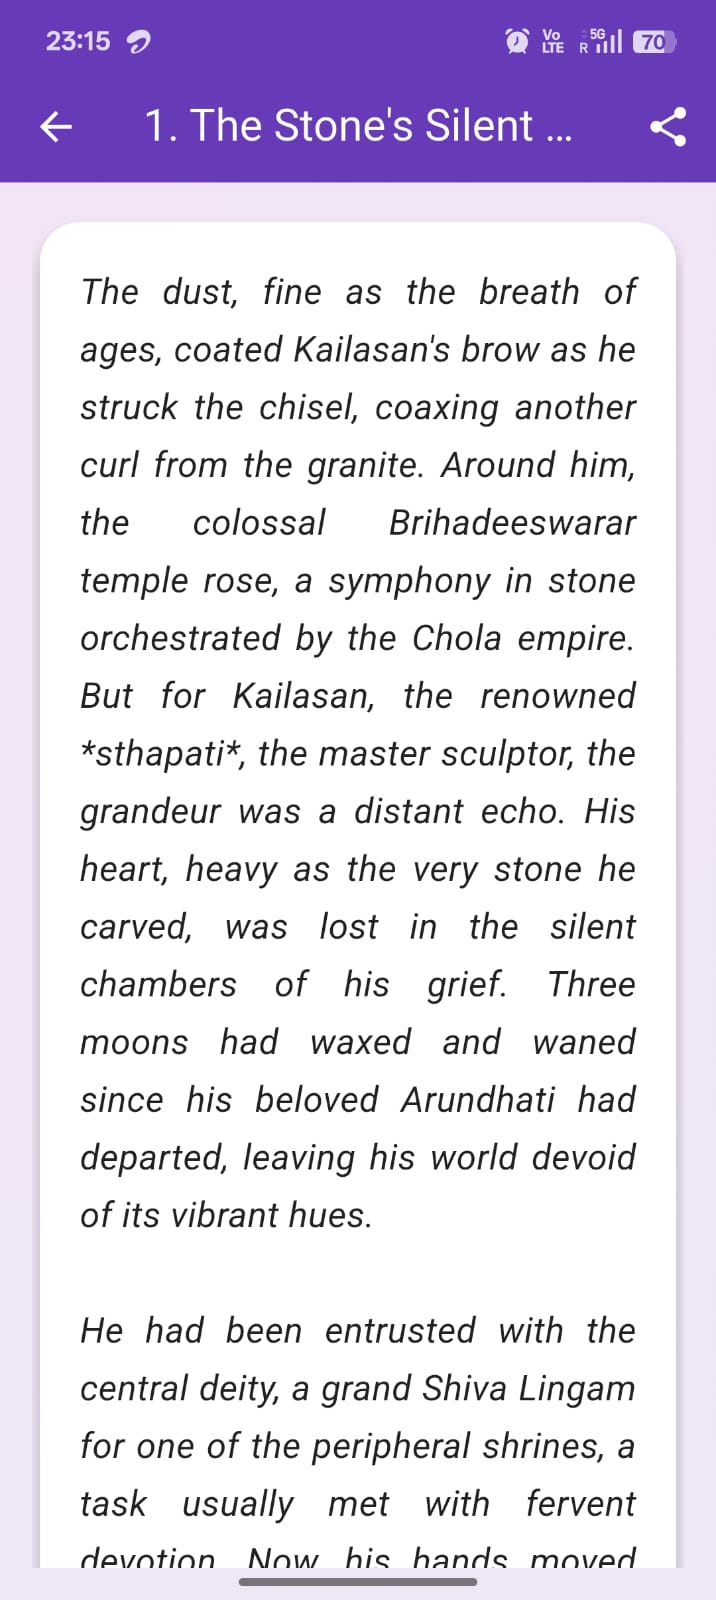 23:15
Vo LTE 5G R 70
1. The Stone's Silent ...
The dust, fine as the breath of
ages, coated Kailasan's brow as he
struck the chisel, coaxing another
curl from the granite. Around him,
the colossal Brihadeeswarar
temple rose, a symphony in stone
orchestrated by the Chola empire.
But for Kailasan, the renowned
*sthapati*, the master sculptor, the
grandeur was a distant echo. His
heart, heavy as the very stone he
carved, was lost in the silent
chambers of his grief. Three
moons had waxed and waned
since his beloved Arundhati had
departed, leaving his world devoid
of its vibrant hues.
He had been entrusted with the
central deity, a grand Shiva Lingam
for one of the peripheral shrines, a
task usually met with fervent
devotion. Now, his hands moved